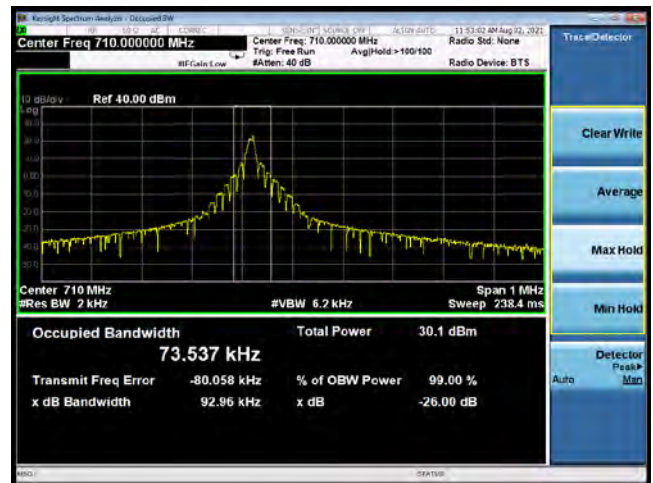 Keysight Spectrum Analyzer - Occupied BW
Center Freq 710.000000 MHz
Center Freq: 710.000000 MHz
Trig: Free Run Avg|Hold:>100/100
#IFGain:Low #Atten: 40 dB
11:53:02 AM Aug 02, 2021
Radio Std: None
Radio Device: BTS
Trace/Detector
10 dB/div Ref 40.00 dBm
Log
Clear Write
Average
Max Hold
Min Hold
Center 710 MHz Span 1 MHz
#Res BW 2 kHz #VBW 6.2 kHz Sweep 238.4 ms
Occupied Bandwidth Total Power 30.1 dBm
73.537 kHz
Transmit Freq Error -80.058 kHz % of OBW Power 99.00 %
x dB Bandwidth 92.96 kHz x dB -26.00 dB
Detector
Peak▶
Auto Man
MSG
STATUS